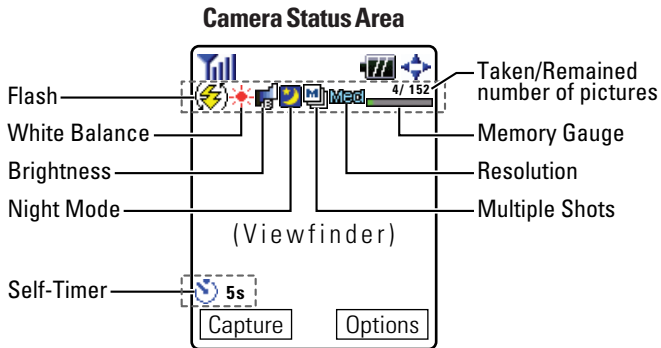 Camera Status Area
Flash
White Balance
Brightness
Night Mode
Self-Timer
4/ 152
M
Med
3
(Viewfinder)
5s
Capture
Options
Taken/Remained
number of pictures
Memory Gauge
Resolution
Multiple Shots